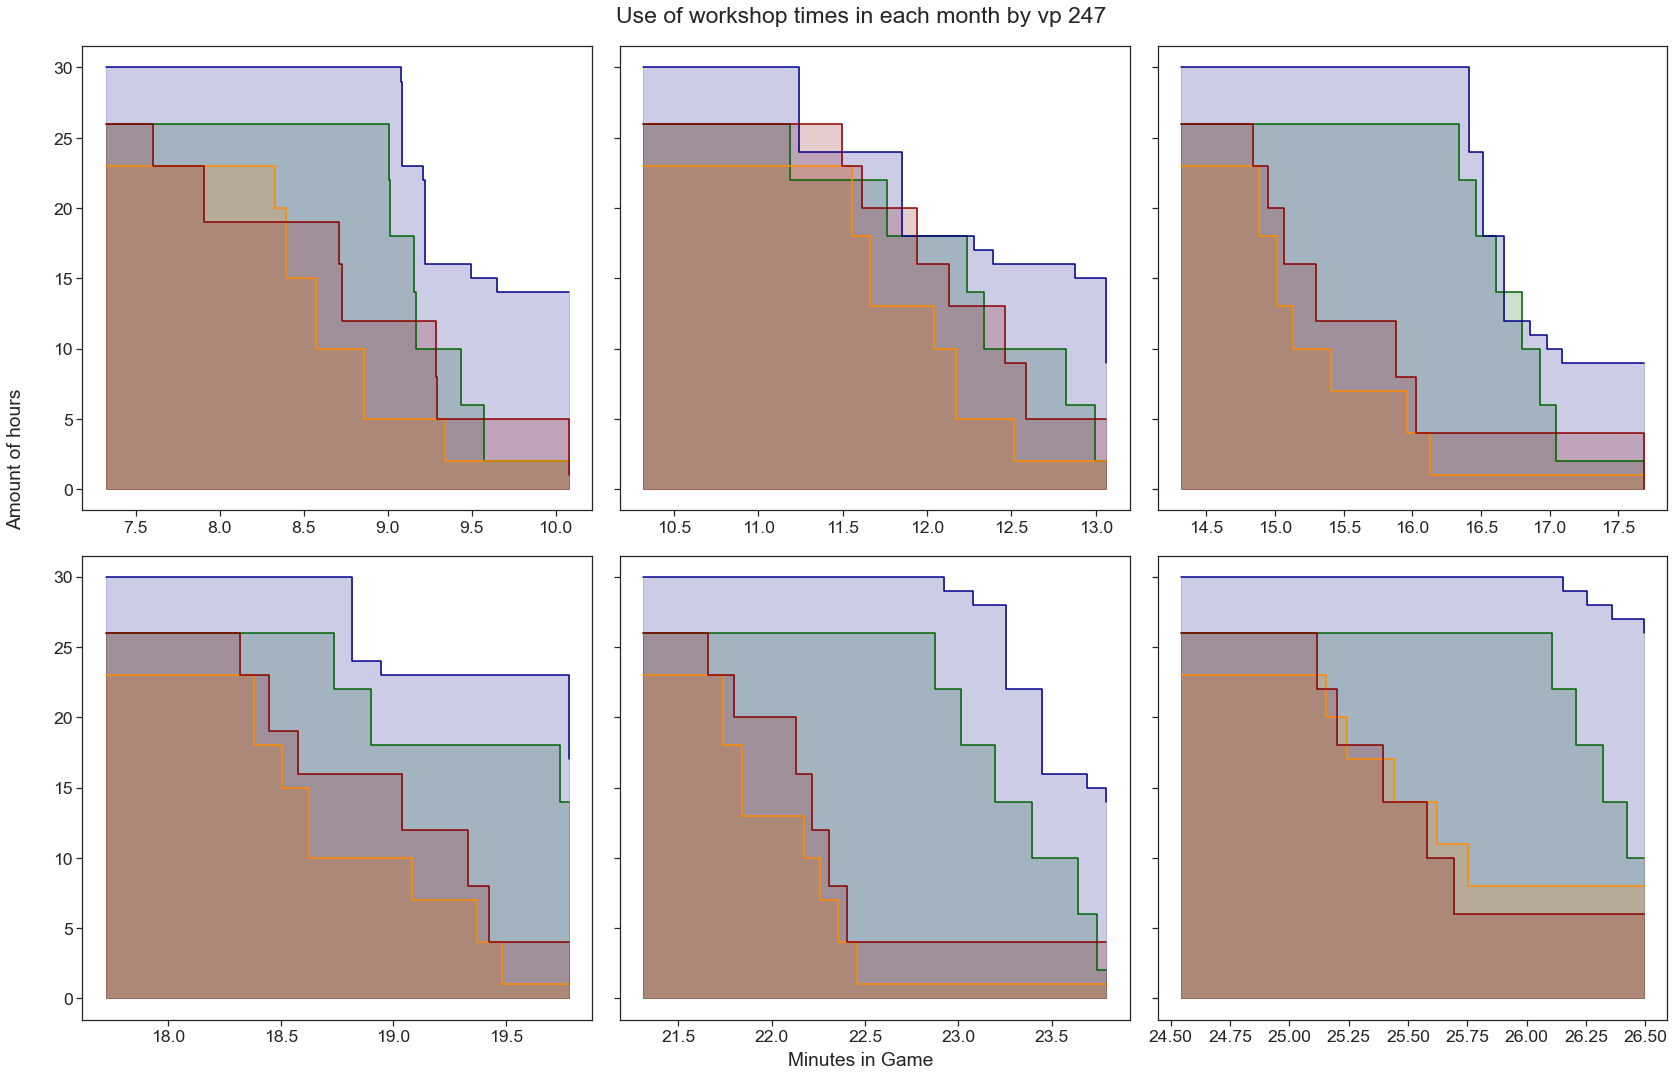 Use of workshop times in each month by vp 247
Amount of hours
30
25
20
15
10
5
0
7.5 8.0 8.5 9.0 9.5 10.0
10.5 11.0 11.5 12.0 12.5 13.0
14.5 15.0 15.5 16.0 16.5 17.0 17.5
30
25
20
15
10
5
0
18.0 18.5 19.0 19.5
21.5 22.0 22.5 23.0 23.5
24.50 24.75 25.00 25.25 25.50 25.75 26.00 26.25 26.50
Minutes in Game